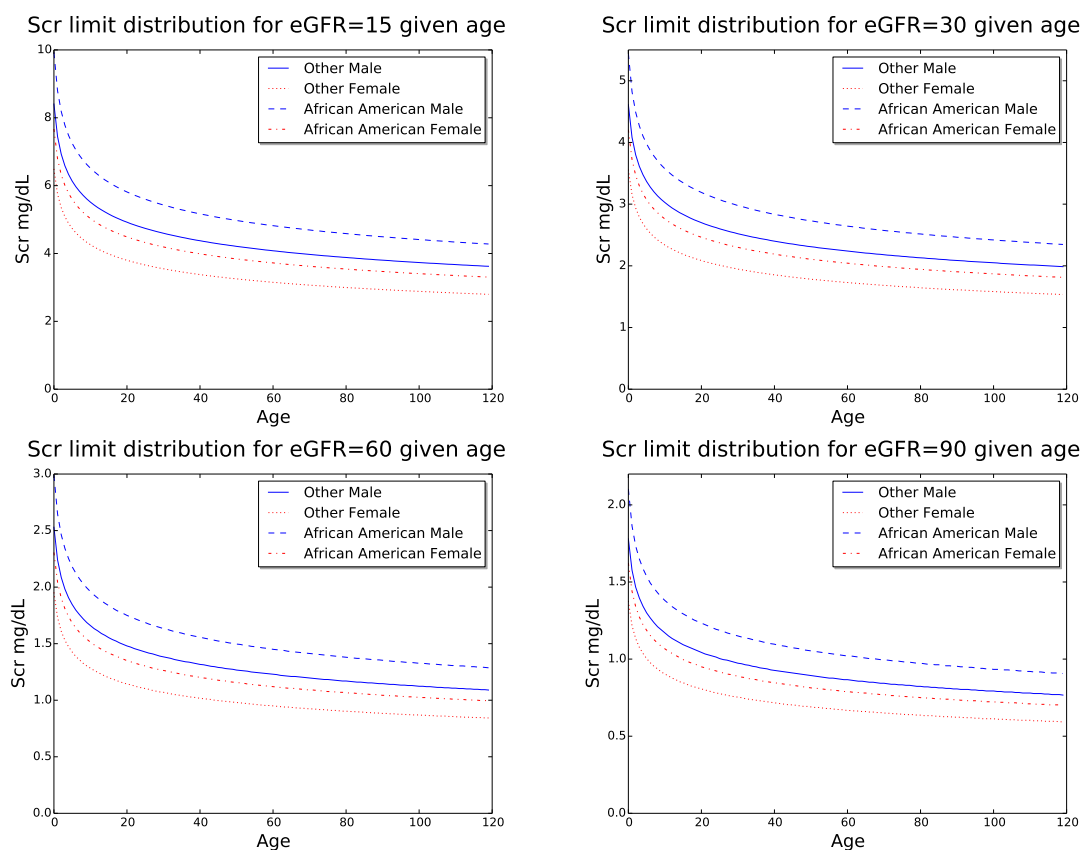 Scr limit distribution for eGFR=15 given age
10
8
6
4
2
0
Scr mg/dL
Other Male
Other Female
African American Male
African American Female
0 20 40 60 80 100 120
Age
Scr limit distribution for eGFR=30 given age
5
4
3
2
1
0
Scr mg/dL
Other Male
Other Female
African American Male
African American Female
0 20 40 60 80 100 120
Age
Scr limit distribution for eGFR=60 given age
3.0
2.5
2.0
1.5
1.0
0.5
0.0
Scr mg/dL
Other Male
Other Female
African American Male
African American Female
0 20 40 60 80 100 120
Age
Scr limit distribution for eGFR=90 given age
2.0
1.5
1.0
0.5
0.0
Scr mg/dL
Other Male
Other Female
African American Male
African American Female
0 20 40 60 80 100 120
Age